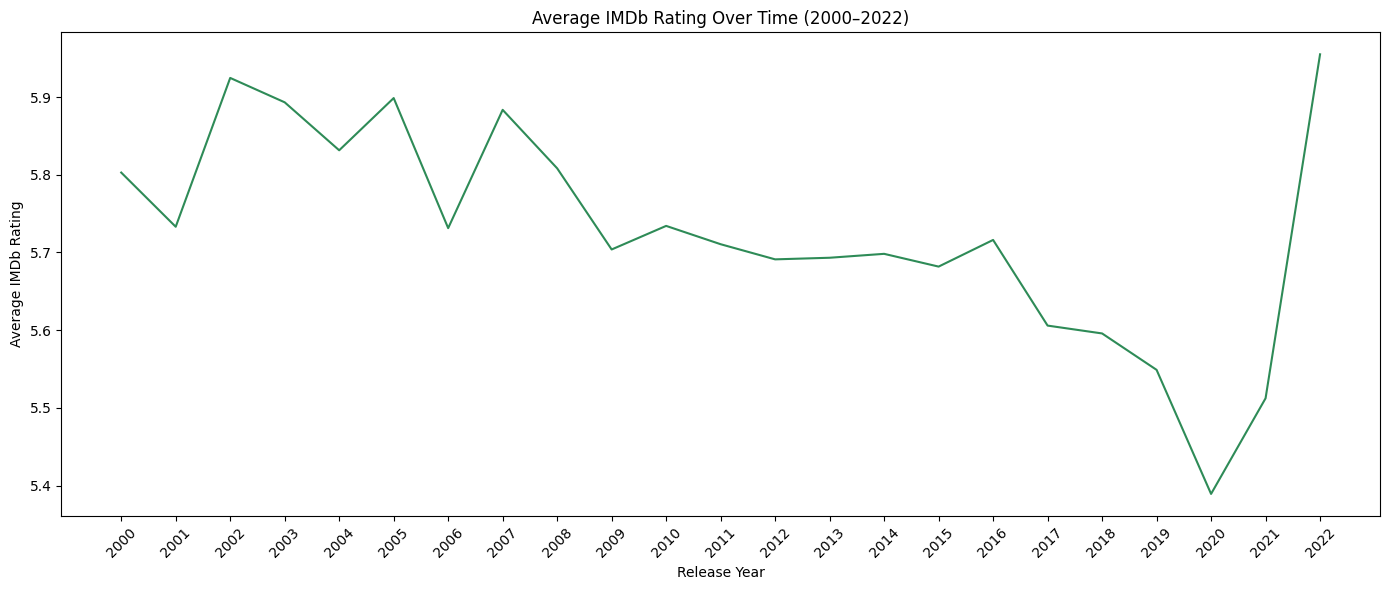 Average IMDb Rating Over Time (2000–2022)
Average IMDb Rating
5.9
5.8
5.7
5.6
5.5
5.4
2000 2001 2002 2003 2004 2005 2006 2007 2008 2009 2010 2011 2012 2013 2014 2015 2016 2017 2018 2019 2020 2021 2022
Release Year